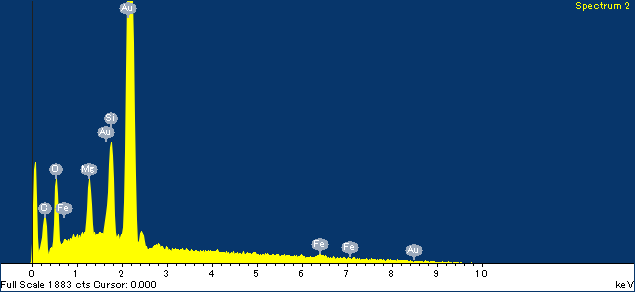 Spectrum 2
Au
Si
Au
O
Mg
C
Fe
Fe
Fe
Au
0 1 2 3 4 5 6 7 8 9 10
Full Scale 1883 cts Cursor: 0.000 keV